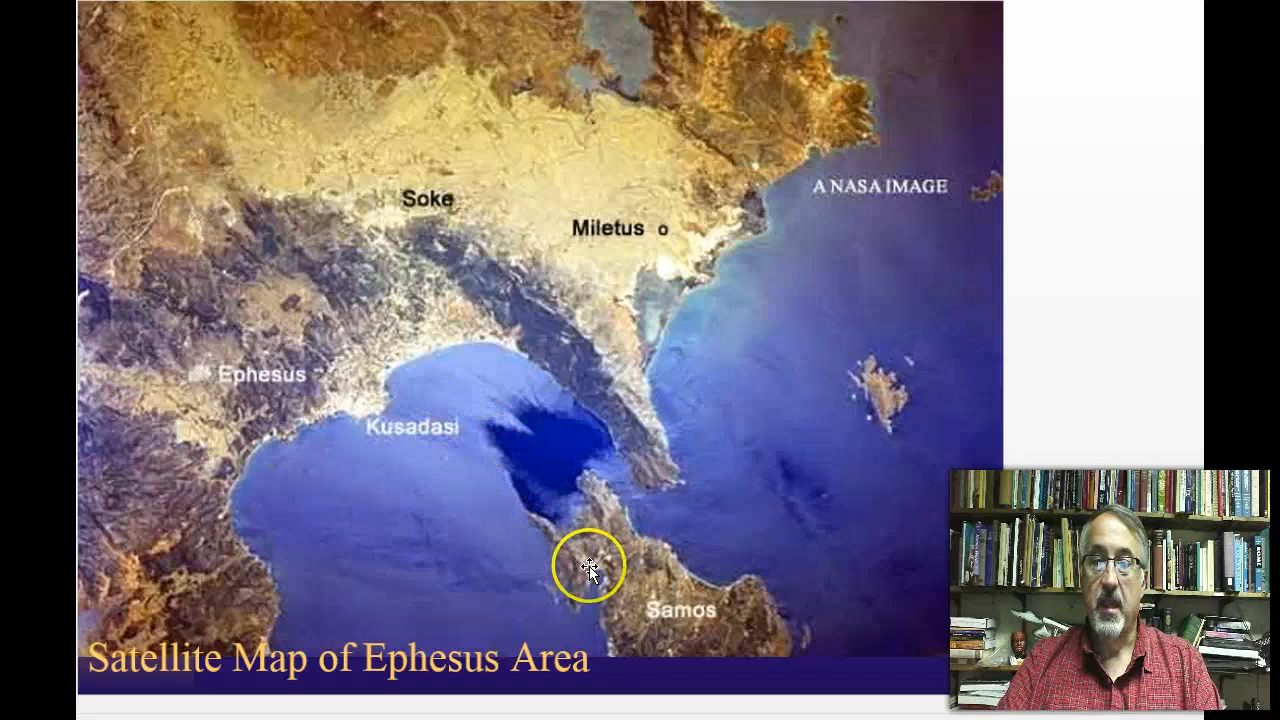 A NASA IMAGE
Soke
Miletus o
Ephesus
Kusadasi
Samos
Satellite Map of Ephesus Area